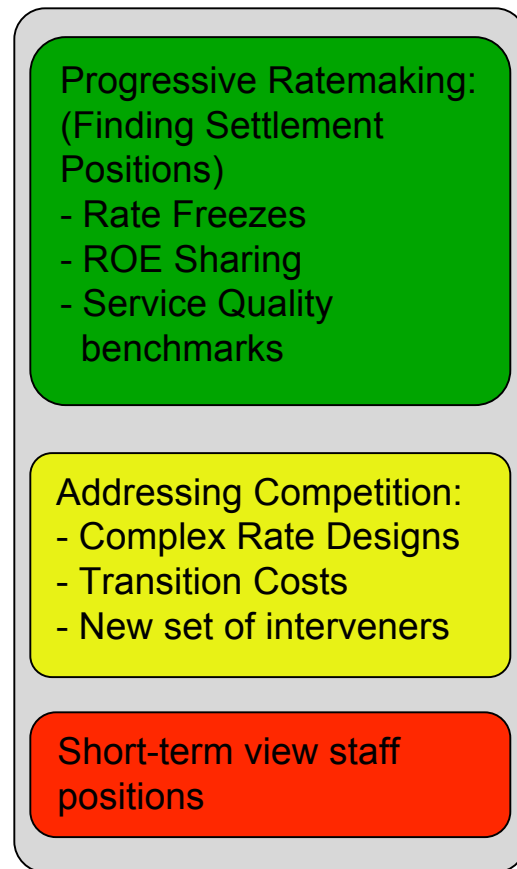 Progressive Ratemaking:
(Finding Settlement
Positions)
- Rate Freezes
- ROE Sharing
- Service Quality
benchmarks
Addressing Competition:
- Complex Rate Designs
- Transition Costs
- New set of interveners
Short-term view staff
positions